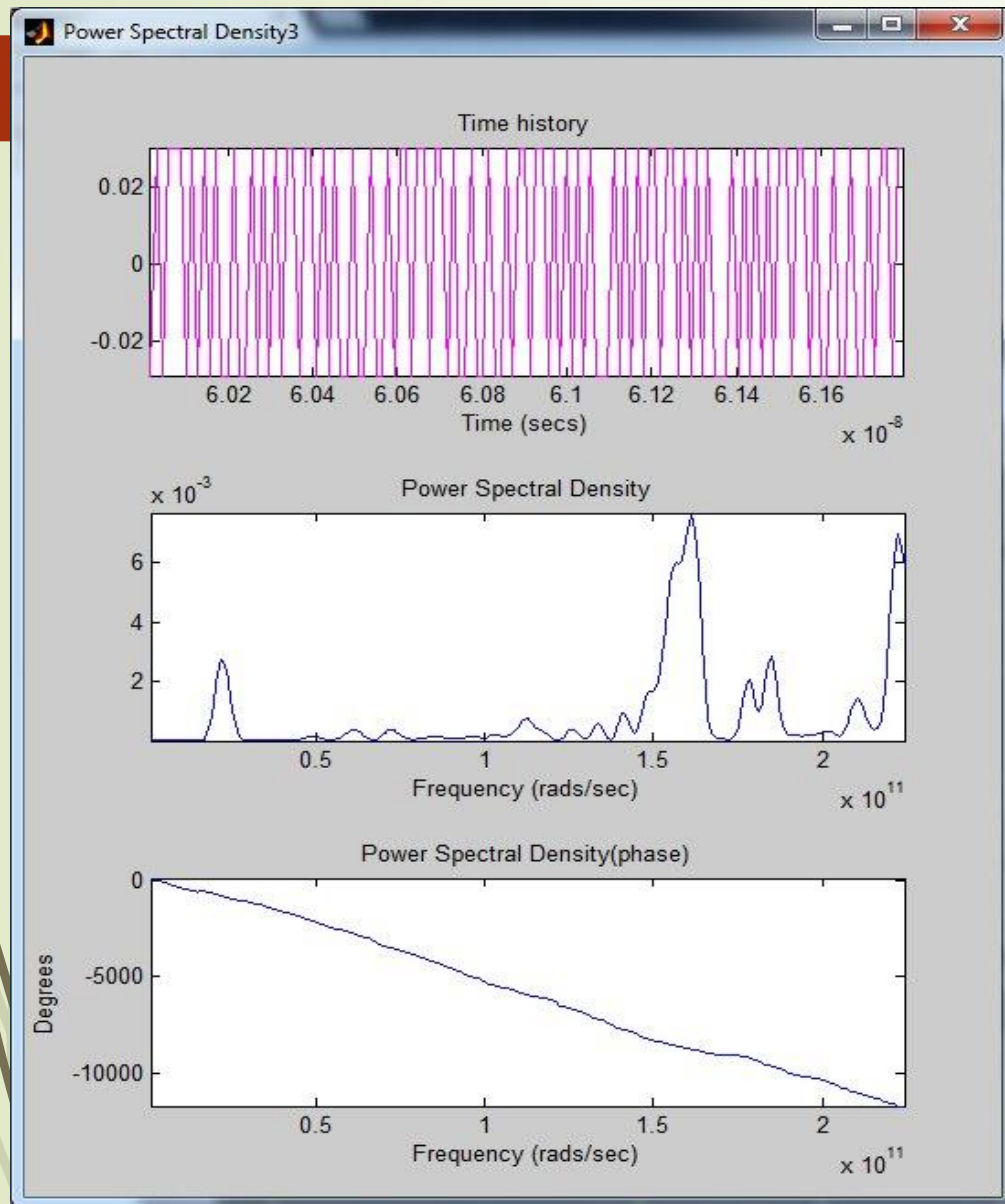 Power Spectral Density3
Time history
0.02
0
-0.02
6.02 6.04 6.06 6.08 6.1 6.12 6.14 6.16
Time (secs)
x 10^-8
x 10^-3
Power Spectral Density
6
4
2
0.5 1 1.5 2
Frequency (rads/sec)
x 10^11
Power Spectral Density(phase)
0
-5000
-10000
Degrees
0.5 1 1.5 2
Frequency (rads/sec)
x 10^11